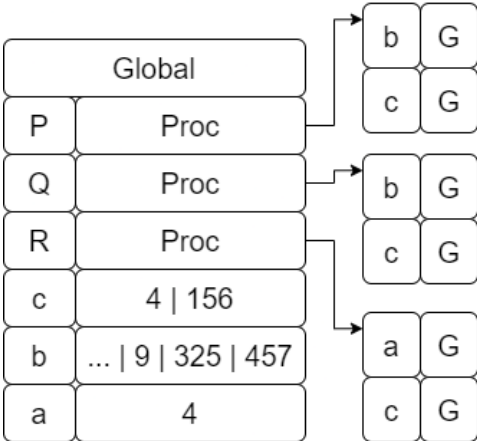 Global
P Proc
Q Proc
R Proc
c 4 | 156
b ... | 9 | 325 | 457
a 4
b G
c G
b G
c G
a G
c G